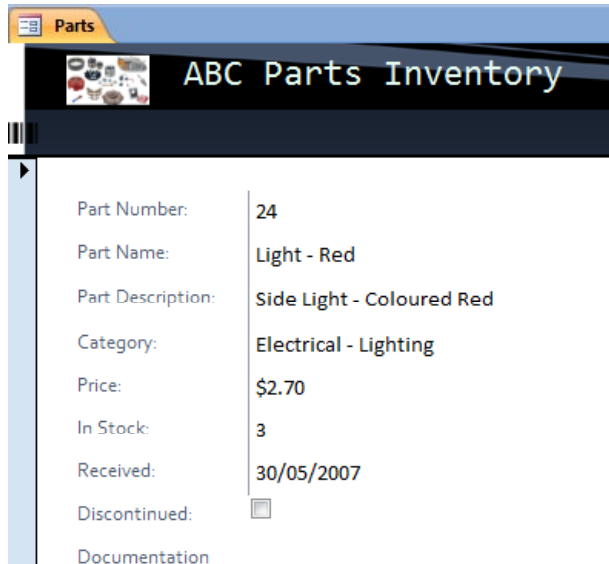 Parts
ABC Parts Inventory
Part Number: 24
Part Name: Light - Red
Part Description: Side Light - Coloured Red
Category: Electrical - Lighting
Price: $2.70
In Stock: 3
Received: 30/05/2007
Discontinued:
Documentation